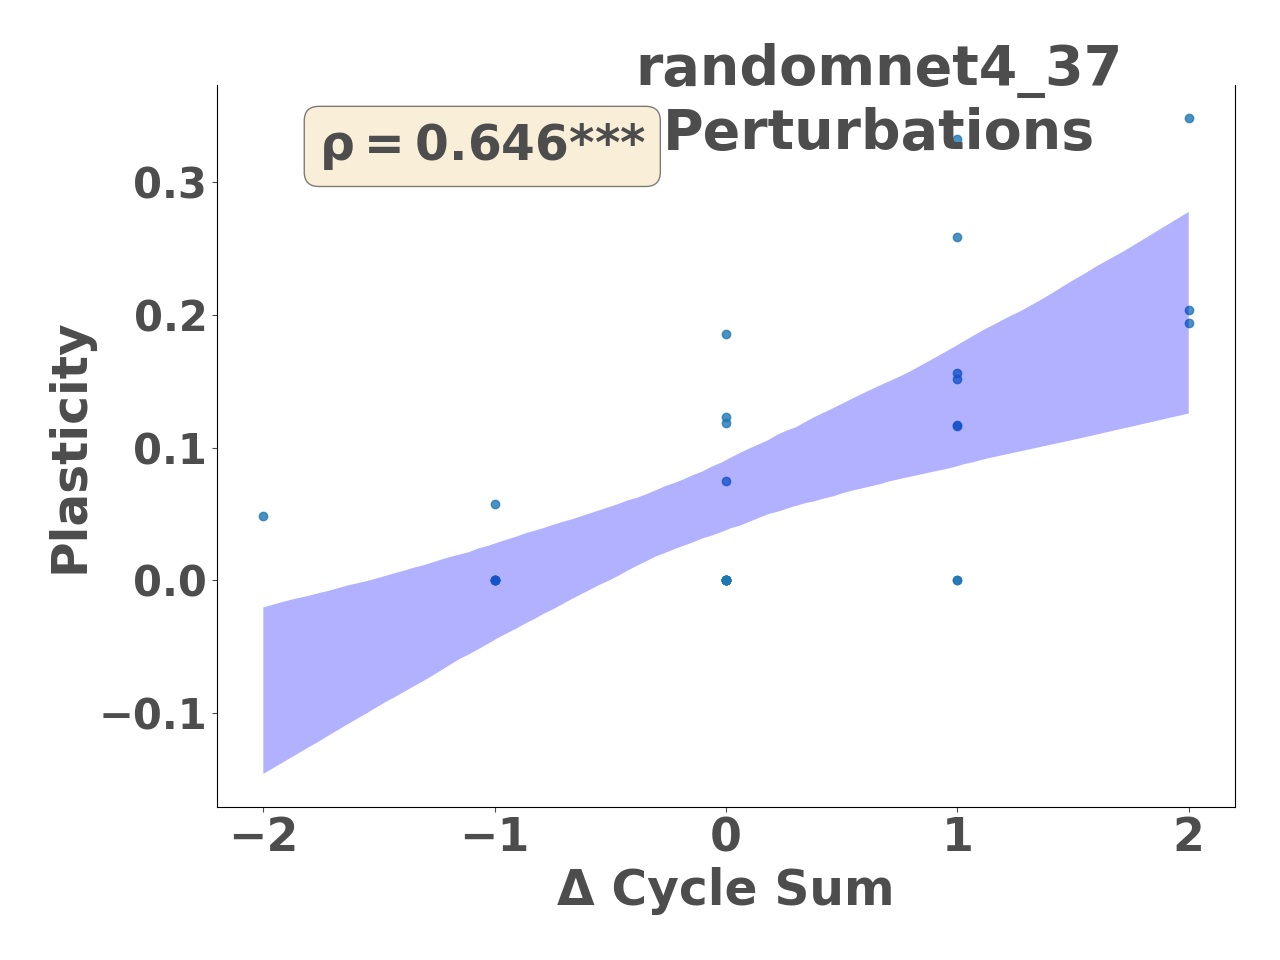 randomnet4_37
Perturbations
ρ = 0.646***
0.3
0.2
0.1
0.0
−0.1
Plasticity
−2 −1 0 1 2
Δ Cycle Sum